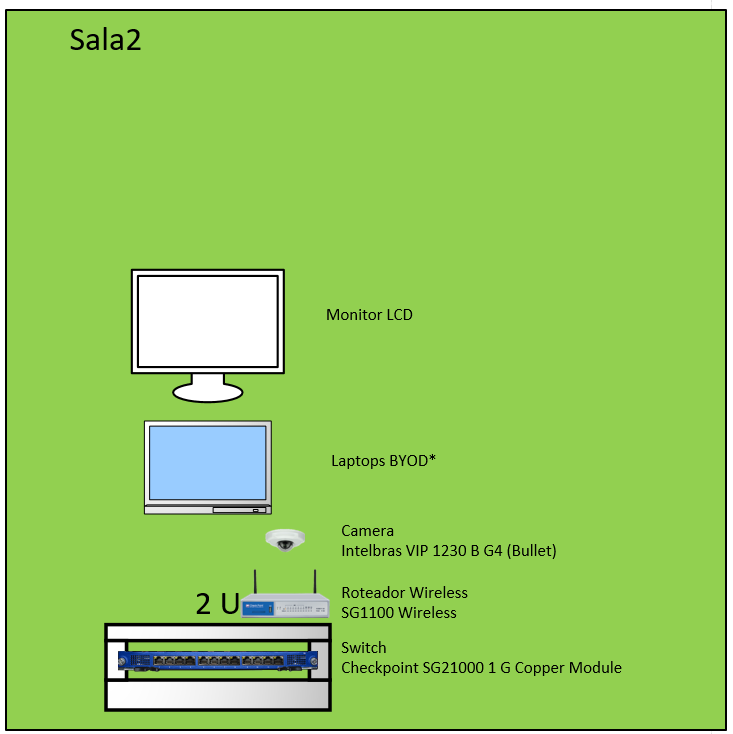 Sala2
Monitor LCD
Laptops BYOD*
Camera
Intelbras VIP 1230 B G4 (Bullet)
2 U
Roteador Wireless
SG1100 Wireless
Switch
Checkpoint SG21000 1 G Copper Module